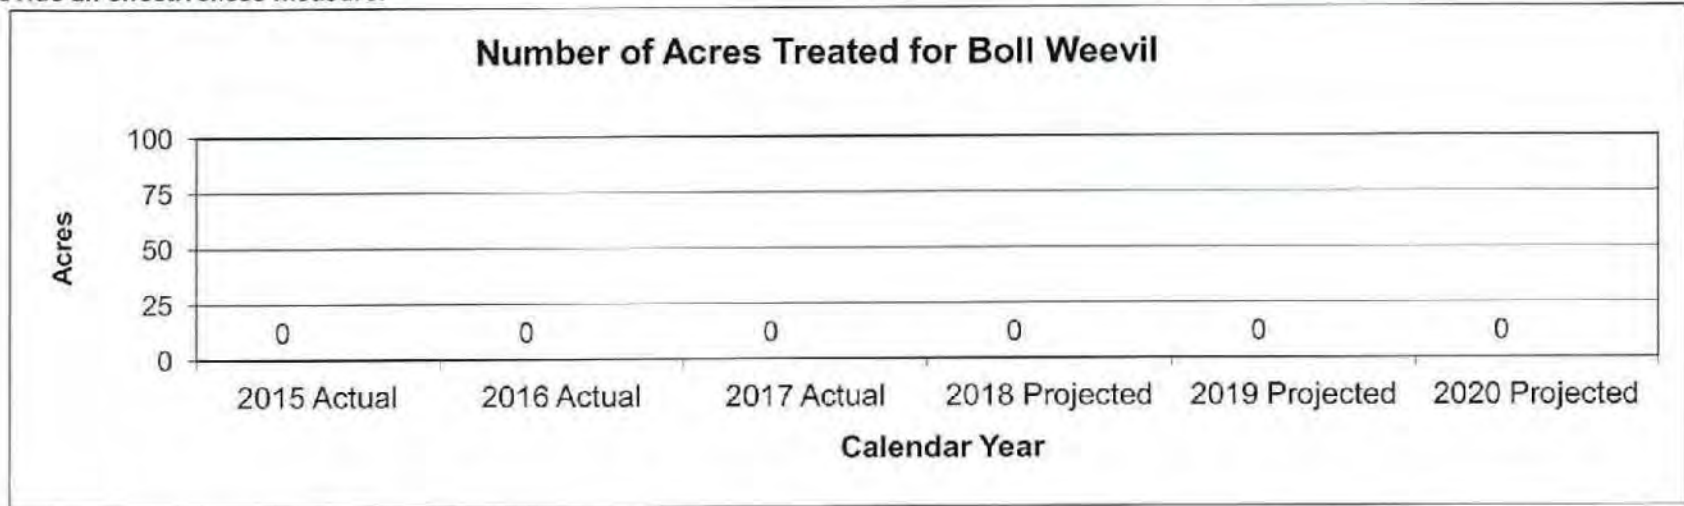 Number of Acres Treated for Boll Weevil
100
75
50
25
0
Acres
0 0 0 0 0 0
2015 Actual 2016 Actual 2017 Actual 2018 Projected 2019 Projected 2020 Projected
Calendar Year